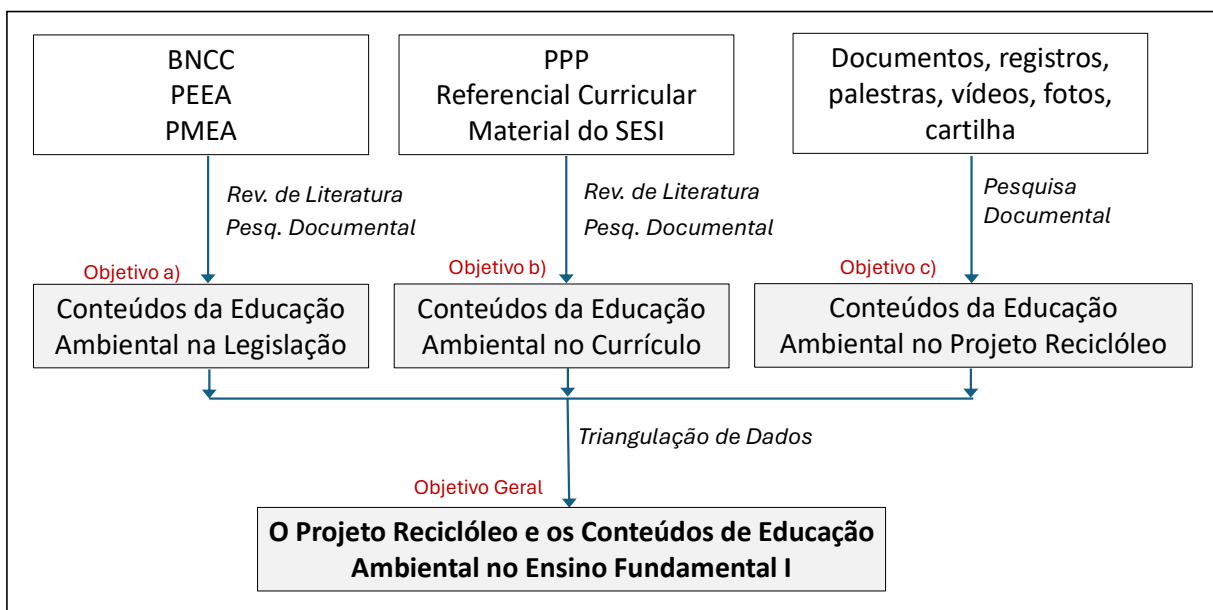 BNCC
PEEA
PMEA
PPP
Referencial Curricular
Material do SESI
Documentos, registros,
palestras, vídeos, fotos,
cartilha
Rev. de Literatura
Pesq. Documental
Rev. de Literatura
Pesq. Documental
Pesquisa
Documental
Objetivo a)
Objetivo b)
Objetivo c)
Conteúdos da Educação
Ambiental na Legislação
Conteúdos da Educação
Ambiental no Currículo
Conteúdos da Educação
Ambiental no Projeto Reciclóleo
Triangulação de Dados
Objetivo Geral
O Projeto Reciclóleo e os Conteúdos de Educação
Ambiental no Ensino Fundamental I